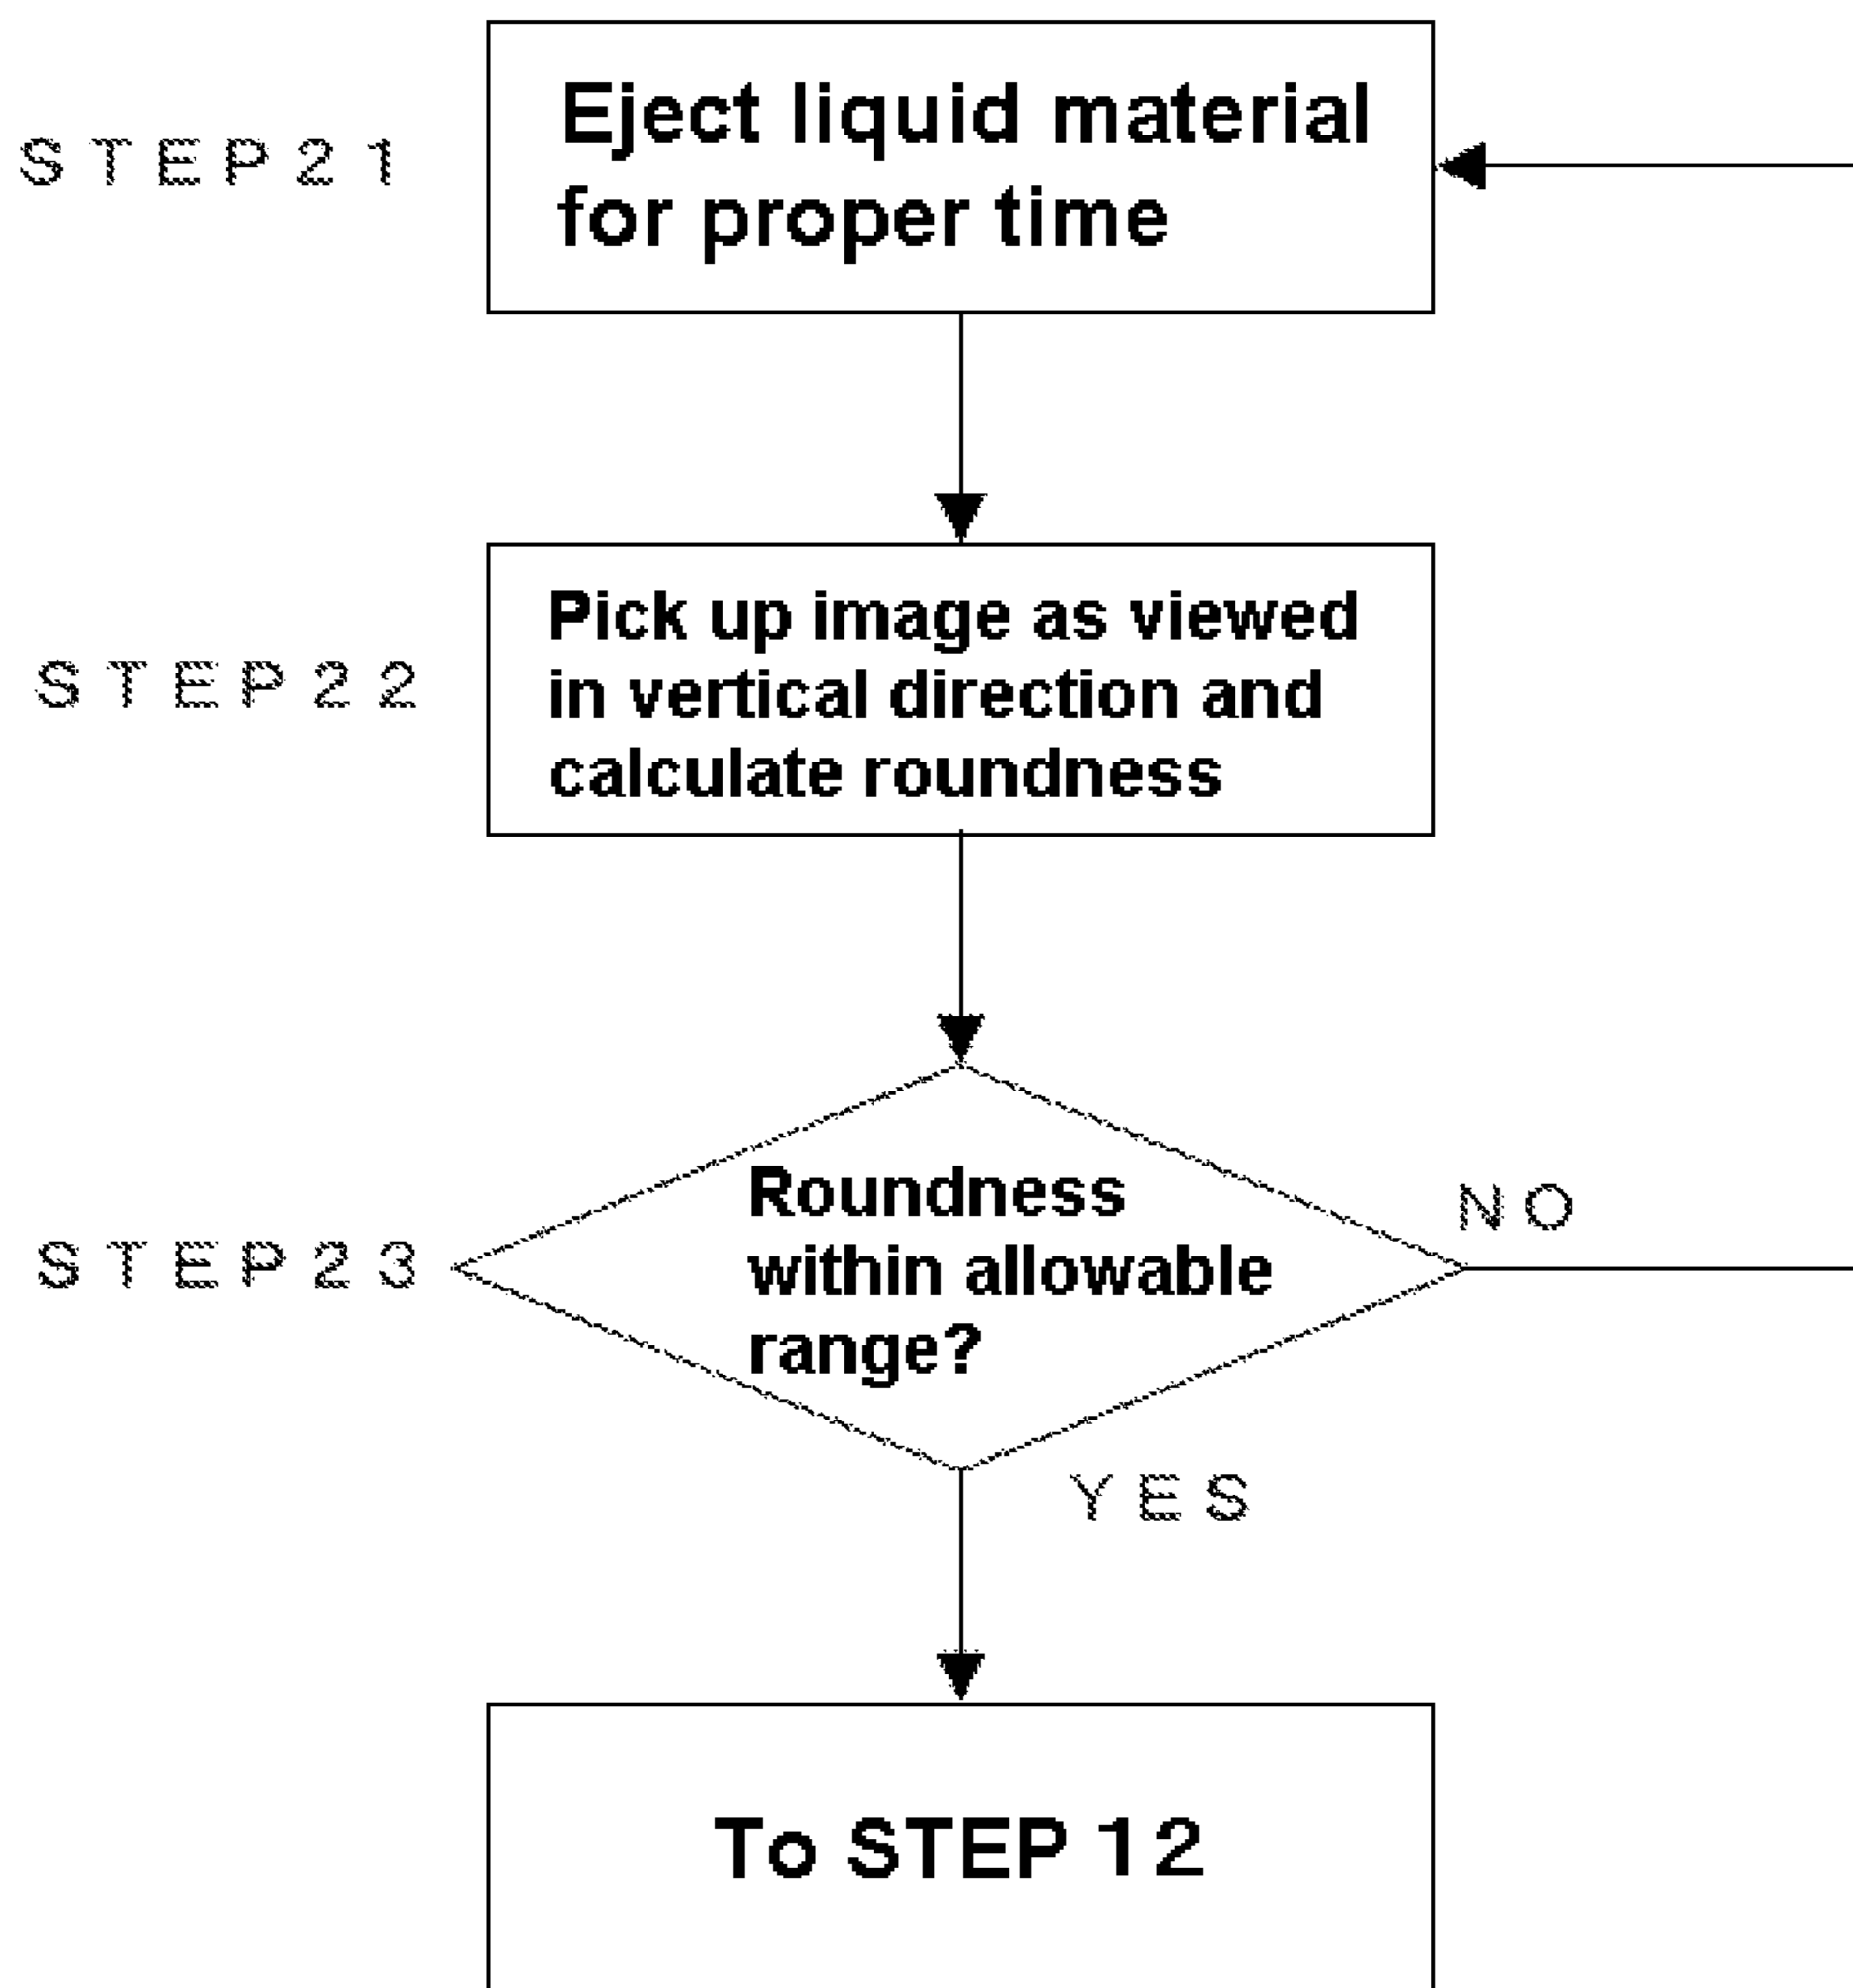 STEP21
Eject liquid material
for proper time
STEP22
Pick up image as viewed
in vertical direction and
calculate roundness
STEP23
Roundness
within allowable
range?
NO
YES
To STEP 12